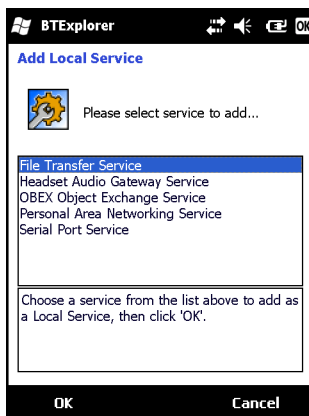 BTExplorer OK
Add Local Service
Please select service to add...
File Transfer Service
Headset Audio Gateway Service
OBEX Object Exchange Service
Personal Area Networking Service
Serial Port Service
Choose a service from the list above to add as
a Local Service, then click 'OK'.
OK Cancel